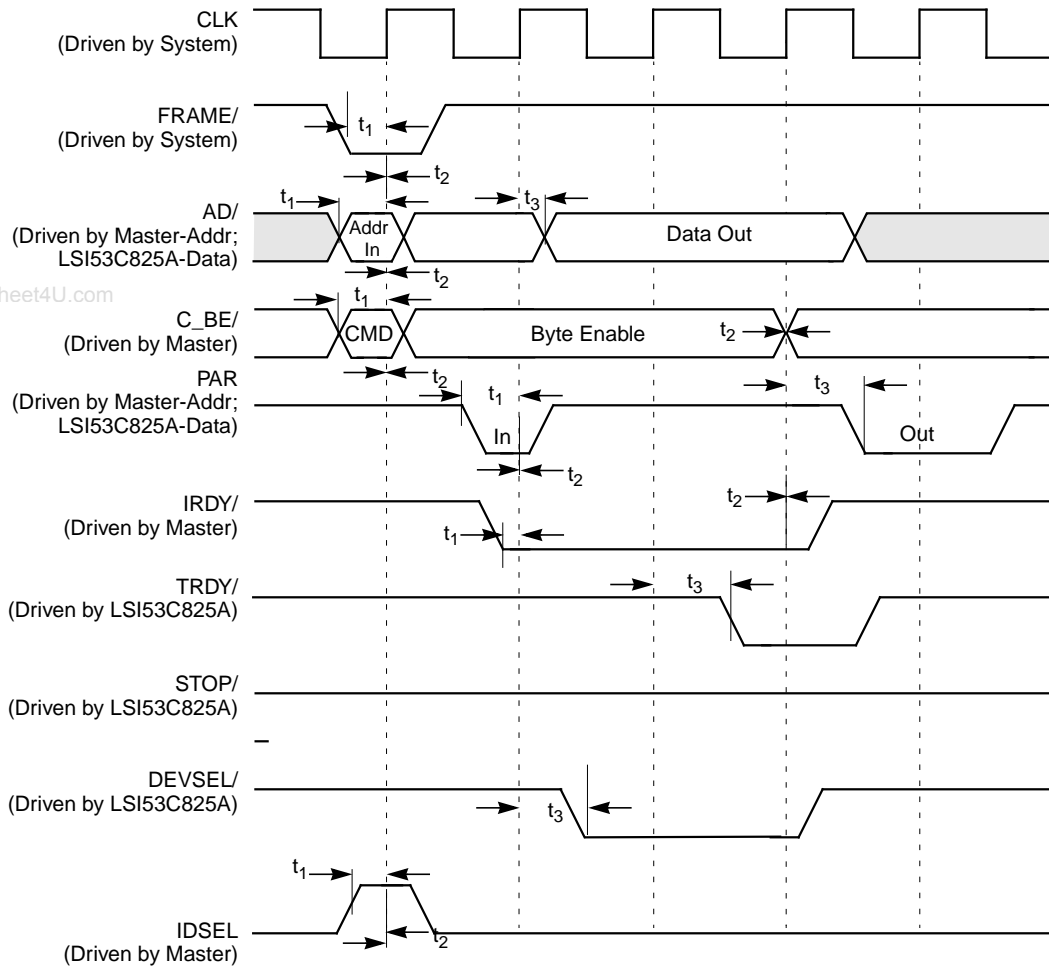 CLK
(Driven by System)
FRAME/
(Driven by System)
t1
t2
AD/
(Driven by Master-Addr;
LSI53C825A-Data)
t1
Addr
In
t3
Data Out
t2
heet4U.com
C_BE/
(Driven by Master)
t1
CMD
Byte Enable
t2
t2
PAR
(Driven by Master-Addr;
LSI53C825A-Data)
t1
In
t3
Out
t2
IRDY/
(Driven by Master)
t1
t2
TRDY/
(Driven by LSI53C825A)
t3
STOP/
(Driven by LSI53C825A)
DEVSEL/
(Driven by LSI53C825A)
t3
IDSEL
(Driven by Master)
t1
t2